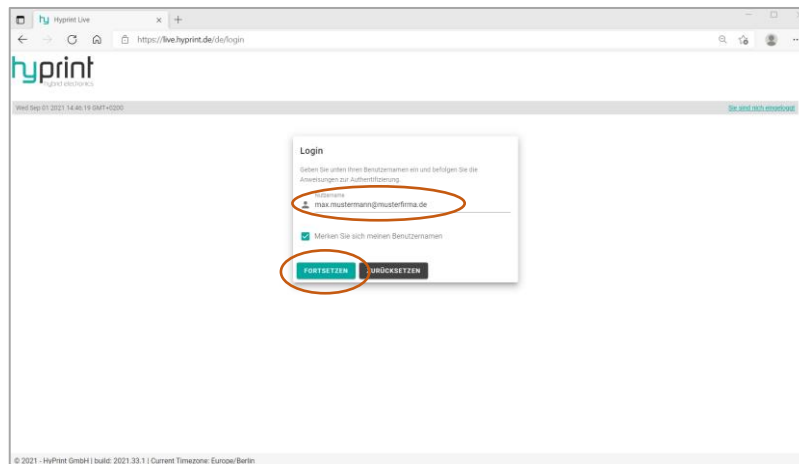 hy Hyprint Live
https://live.hyprint.de/de/login
hyprint
hybrid electronics
Wed Sep 01 2021 14:46:19 GMT+0200
Sie sind nich eingeloggt
Login
Geben Sie unten Ihren Benutzernamen ein und befolgen Sie die
Anweisungen zur Authentifizierung.
Nutzername
max.mustermann@musterfirma.de
Merken Sie sich meinen Benutzernamen
FORTSETZEN ZURÜCKSETZEN
© 2021 - HyPrint GmbH | build: 2021.33.1 | Current Timezone: Europe/Berlin